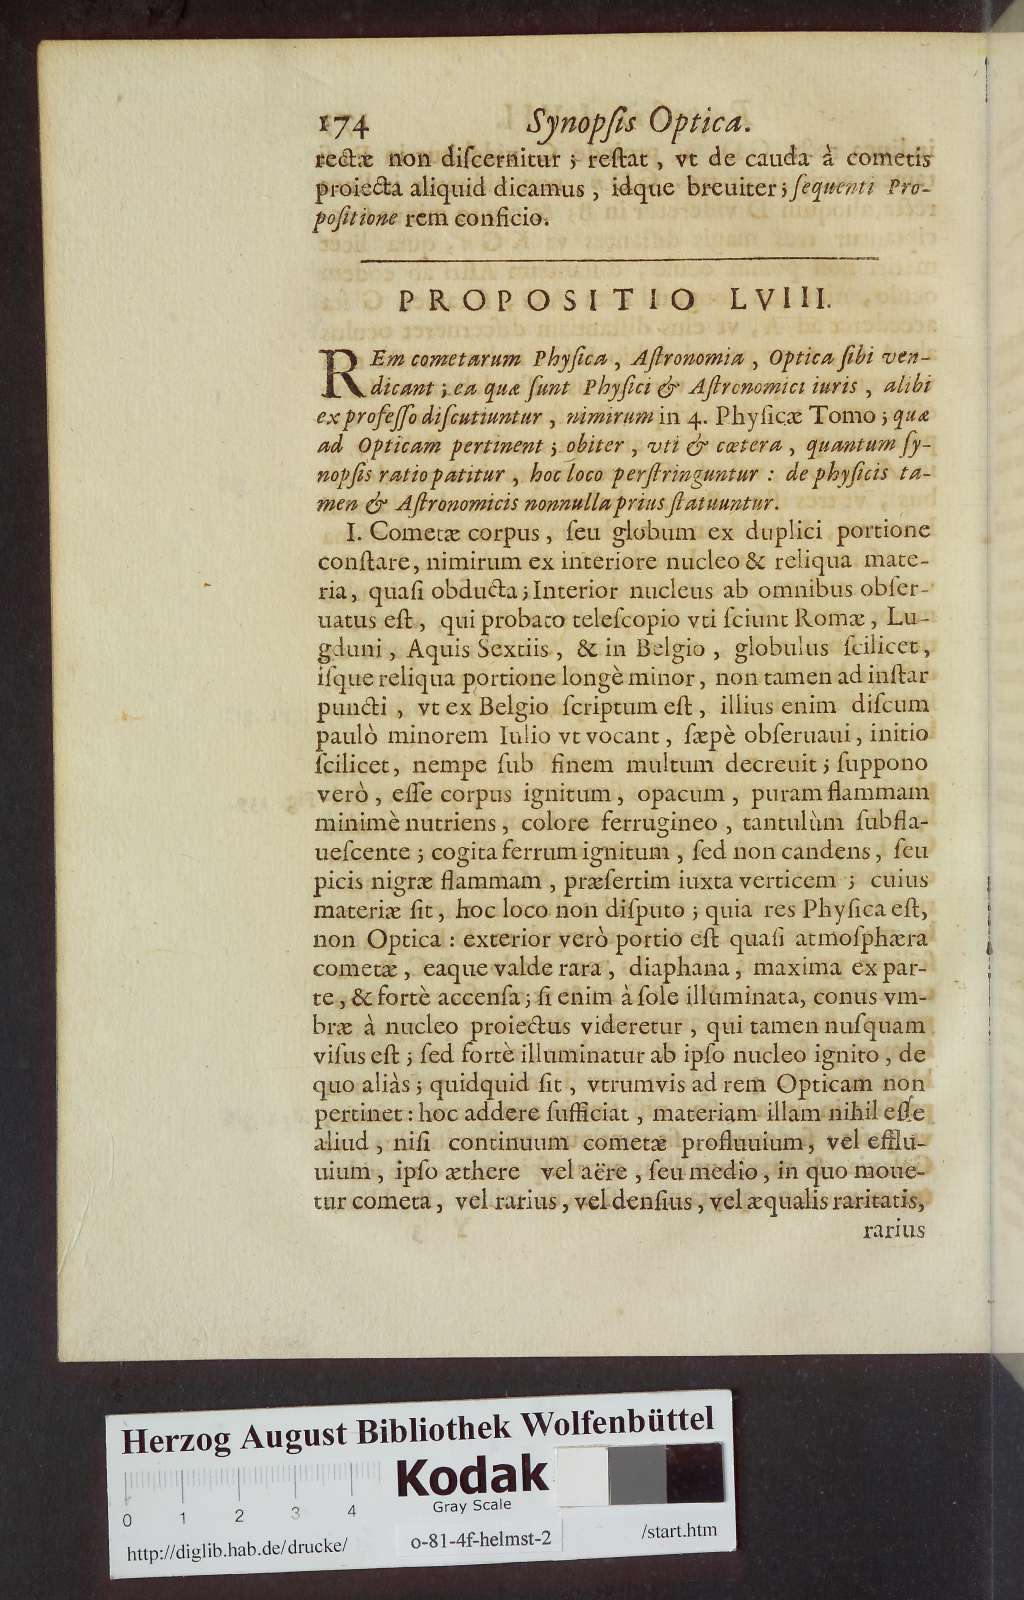 174 Synopſis Optica.
rectæ non diſcernitur ; reſtat, vt de cauda à cometis
proiecta aliquid dicamus, idque breuiter; ſequenti Pro-
poſitione rem conficio.
PROPOSITIO LVIII.
REm cometarum Phyſica, Aſtronomia, Optica ſibi ven-
dicant ; ea quæ ſunt Phyſici & Aſtronomici iuris, alibi
ex profeſſo diſcutiuntur, nimirum in 4. Phyſicæ Tomo ; quæ
ad Opticam pertinent ; obiter, vti & cætera, quantum ſy-
nopſis ratio patitur, hoc loco perſtringuntur : de phyſicis ta-
men & Aſtronomicis nonnulla prius ſtatuuntur.
I. Cometæ corpus, ſeu globum ex duplici portione
conſtare, nimirum ex interiore nucleo & reliqua mate-
ria, quaſi obducta; Interior nucleus ab omnibus obſer-
uatus eſt, qui probato teleſcopio vti ſciunt Romæ, Lu-
gduni, Aquis Sextiis, & in Belgio, globulus ſcilicet,
iſque reliqua portione longè minor, non tamen ad inſtar
puncti, vt ex Belgio ſcriptum eſt, illius enim diſcum
paulò minorem Iulio vt vocant, ſæpè obſeruaui, initio
ſcilicet, nempe ſub finem multum decreuit; ſuppono
verò, eſſe corpus ignitum, opacum, puram flammam
minimè nutriens, colore ferrugineo, tantulùm ſubfla-
ueſcente ; cogita ferrum ignitum, ſed non candens, ſeu
picis nigræ flammam, præſertim iuxta verticem ; cuius
materiæ ſit, hoc loco non diſputo ; quia res Phyſica eſt,
non Optica : exterior verò portio eſt quaſi atmoſphæra
cometæ, eaque valde rara, diaphana, maxima ex par-
te, & fortè accenſa; ſi enim à ſole illuminata, conus vm-
bræ à nucleo proiectus videretur, qui tamen nuſquam
viſus eſt ; ſed fortè illuminatur ab ipſo nucleo ignito, de
quo aliàs ; quidquid ſit, vtrumvis ad rem Opticam non
pertinet : hoc addere ſufficiat, materiam illam nihil eſſe
aliud, niſi continuum cometæ profluuium, vel efflu-
uium, ipſo æthere vel aëre, ſeu medio, in quo moue-
tur cometa, vel rarius, vel denſius, vel æqualis raritatis,
rarius
Herzog August Bibliothek Wolfenbüttel
Kodak
Gray Scale
0 1 2 3 4
http://diglib.hab.de/drucke/ o-81-4f-helmst-2 /start.htm